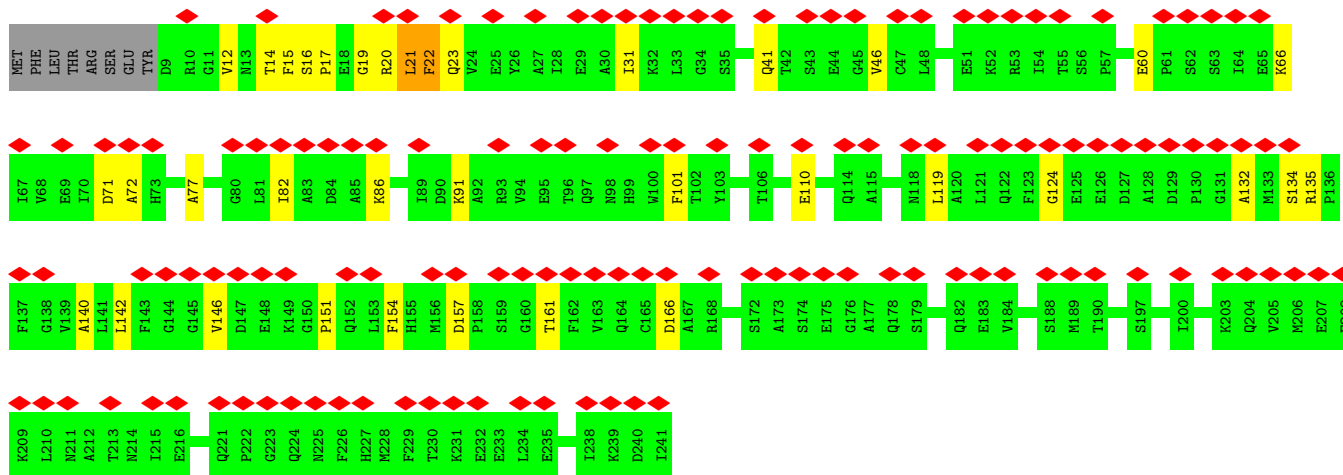 MET PHE LEU THR ARG SER GLU TYR D9 R10 G11 V12 N13 T14 F15 S16 P17 E18 G19 R20 L21 F22 Q23 V24 E25 Y26 A27 I28 E29 A30 I31 K32 L33 G34 S35 Q41 T42 S43 E44 G45 V46 C47 L48 E51 K52 R53 I54 T55 S56 P57 E60 P61 S62 S63 I64 E65 K66
I67 V68 E69 I70 D71 A72 H73 A77 G80 L81 I82 A83 D84 A85 K86 I89 D90 K91 A92 R93 V94 E95 T96 Q97 N98 H99 W100 F101 T102 Y103 T106 E110 Q114 A115 N118 L119 A120 L121 Q122 F123 G124 E125 E126 D127 A128 D129 P130 G131 A132 M133 S134 R135 P136
F137 G138 V139 A140 L141 L142 F143 G144 G145 V146 D147 E148 K149 G150 P151 Q152 L153 F154 H155 M156 D157 P158 S159 G160 T161 F162 V163 Q164 C165 D166 A167 R168 S172 A173 S174 E175 G176 A177 Q178 S179 Q182 E183 V184 S188 M189 T190 S197 I200 K203 Q204 V205 M206 E207
K209 L210 N211 A212 T213 N214 I215 E216 Q221 P222 G223 Q224 N225 F226 H227 M228 F229 T230 K231 E232 E233 L234 E235 I238 K239 D240 I241